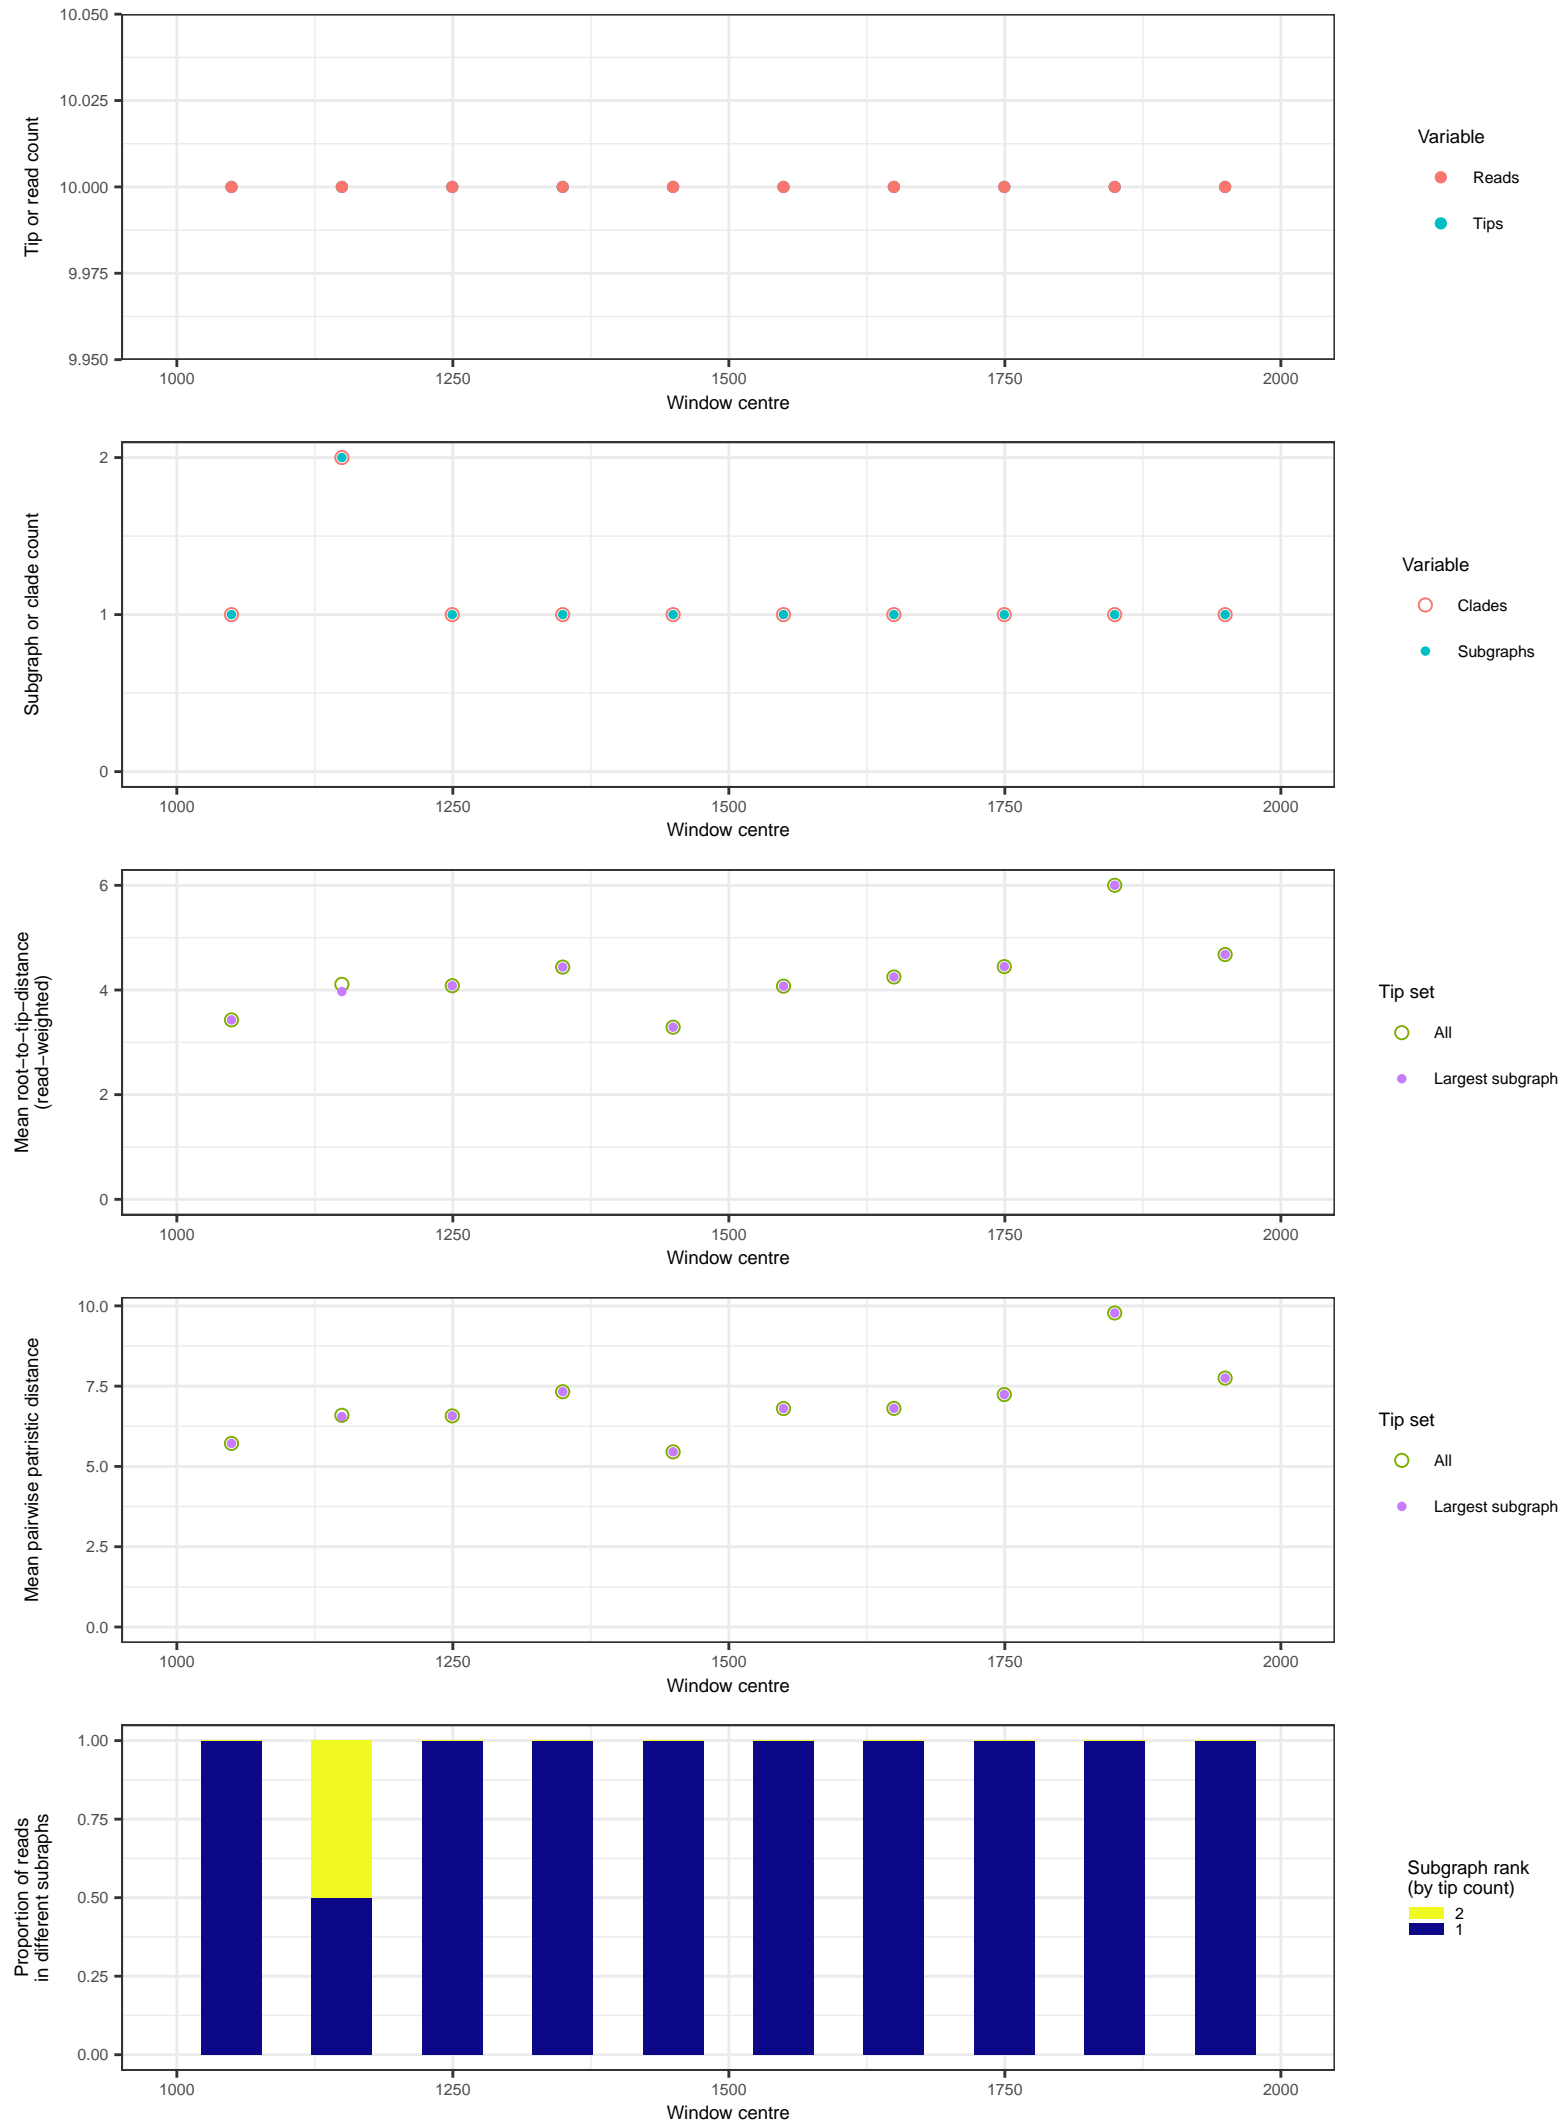 10.050
10.025
10.000
9.975
9.950
Tip or read count
1000 1250 1500 1750 2000
Window centre
Variable
Reads
Tips
2
1
0
Subgraph or clade count
1000 1250 1500 1750 2000
Window centre
Variable
Clades
Subgraphs
6
4
2
0
Mean root−to−tip−distance
(read−weighted)
1000 1250 1500 1750 2000
Window centre
Tip set
All
Largest subgraph
10.0
7.5
5.0
2.5
0.0
Mean pairwise patristic distance
1000 1250 1500 1750 2000
Window centre
Tip set
All
Largest subgraph
1.00
0.75
0.50
0.25
0.00
Proportion of reads
in different subraphs
1000 1250 1500 1750 2000
Window centre
Subgraph rank
(by tip count)
2
1